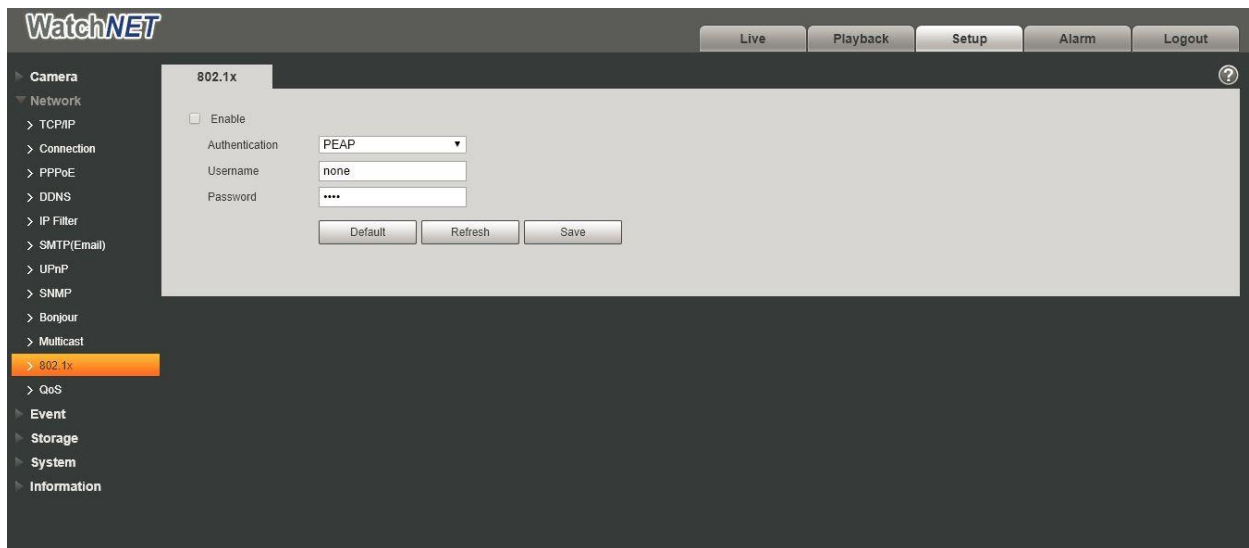 WatchNET
Live Playback Setup Alarm Logout
Camera
Network
> TCP/IP
> Connection
> PPPoE
> DDNS
> IP Filter
> SMTP(Email)
> UPnP
> SNMP
> Bonjour
> Multicast
> 802.1x
> QoS
Event
Storage
System
Information
802.1x
?
Enable
Authentication PEAP
Username none
Password ••••
Default Refresh Save